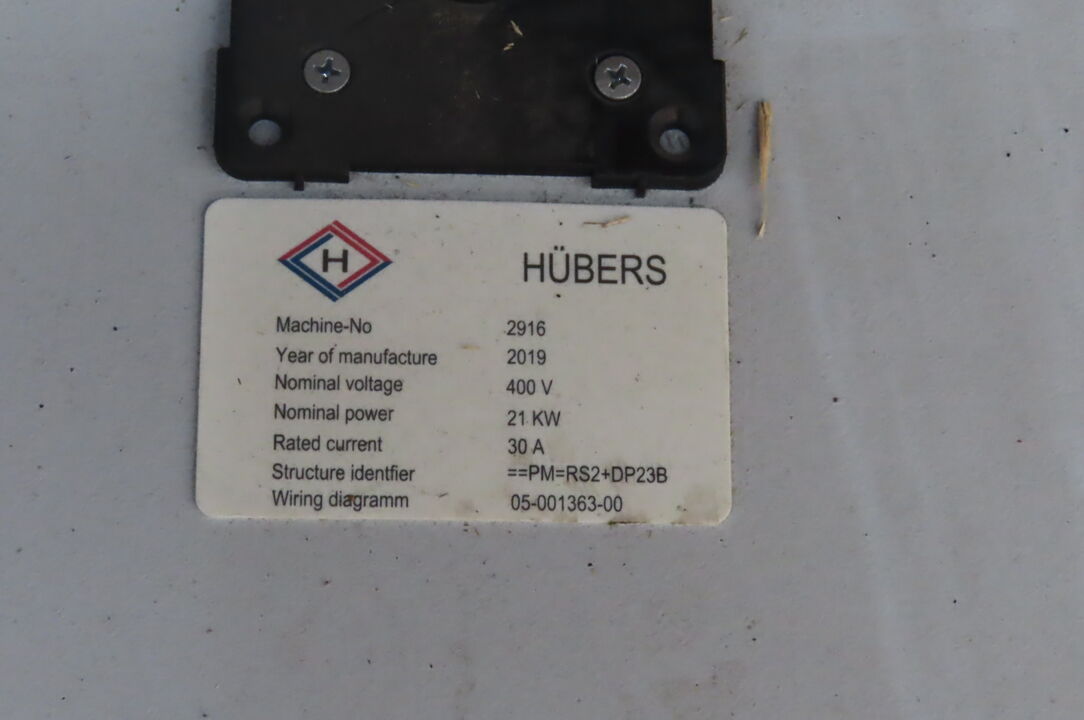 H HÜBERS
Machine-No 2916
Year of manufacture 2019
Nominal voltage 400 V
Nominal power 21 KW
Rated current 30 A
Structure identfier ==PM=RS2+DP23B
Wiring diagramm 05-001363-00